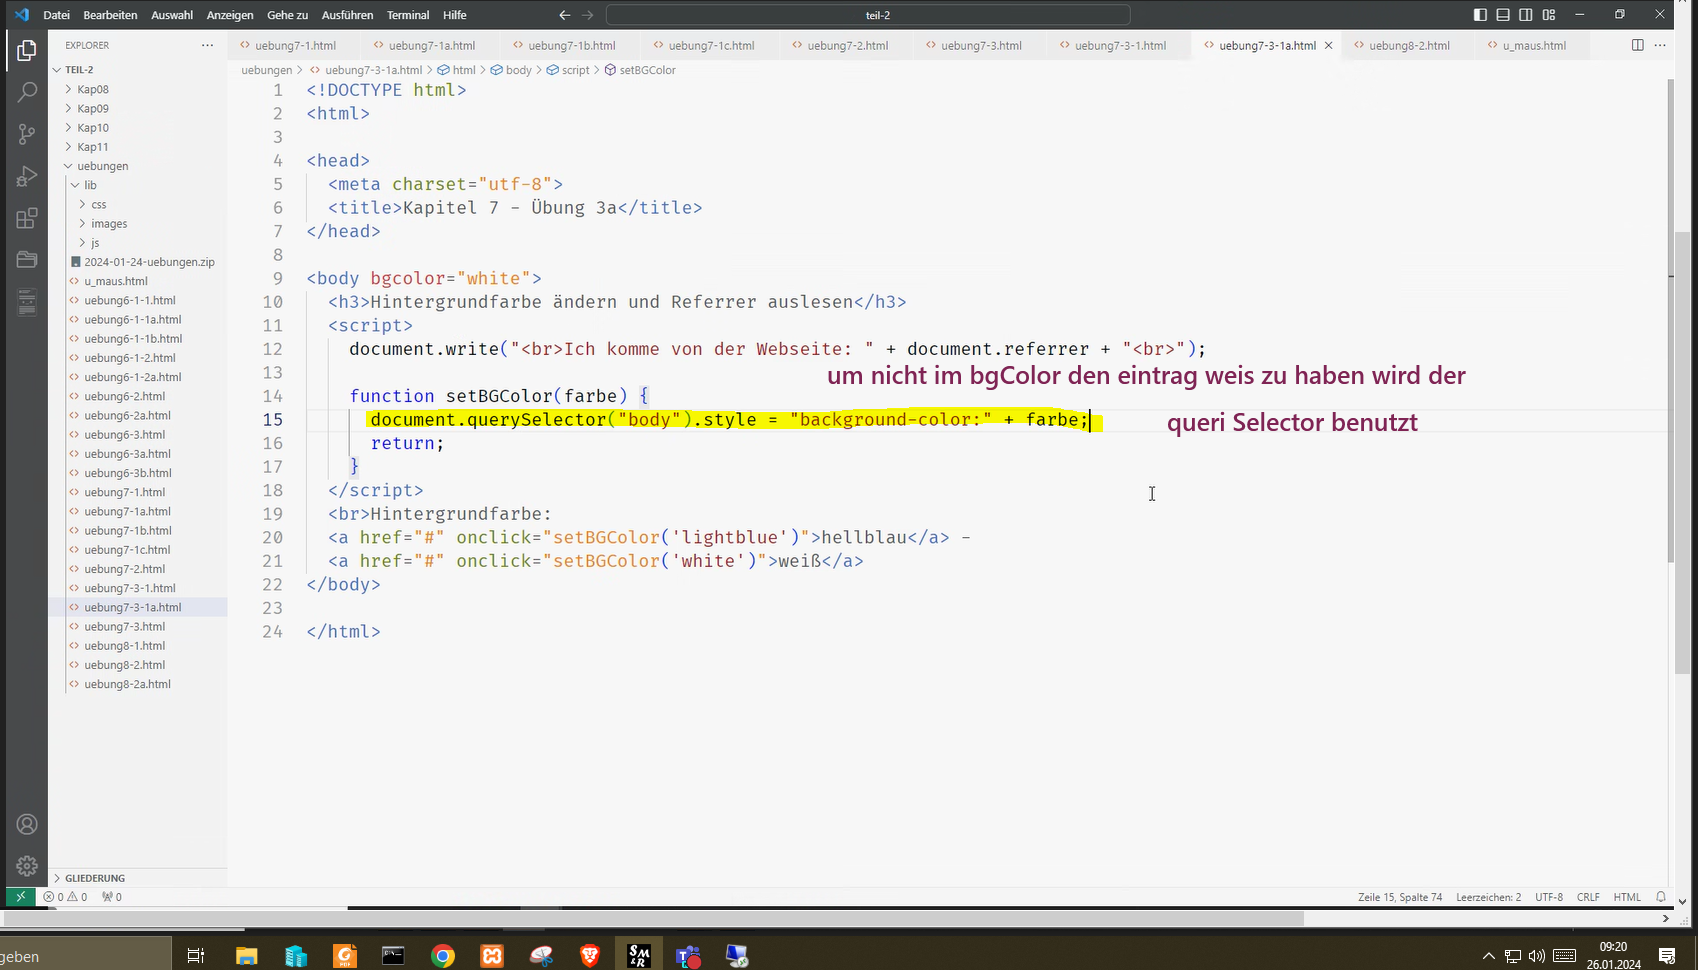 Datei Bearbeiten Auswahl Anzeigen Gehe zu Ausführen Terminal Hilfe
teil-2
EXPLORER
uebung7-1.html uebung7-1a.html uebung7-1b.html uebung7-1c.html uebung7-2.html uebung7-3.html uebung7-3-1.html uebung7-3-1a.html uebung8-2.html u_maus.html
uebungen > uebung7-3-1a.html > html > body > script > setBGColor
TEIL-2
Kap08
Kap09
Kap10
Kap11
uebungen
lib
css
images
js
2024-01-24-uebungen.zip
u_maus.html
uebung6-1-1.html
uebung6-1-1a.html
uebung6-1-1b.html
uebung6-1-2.html
uebung6-1-2a.html
uebung6-2.html
uebung6-2a.html
uebung6-3.html
uebung6-3a.html
uebung6-3b.html
uebung7-1.html
uebung7-1a.html
uebung7-1b.html
uebung7-1c.html
uebung7-2.html
uebung7-3-1.html
uebung7-3-1a.html
uebung7-3.html
uebung8-1.html
uebung8-2.html
uebung8-2a.html
GLIEDERUNG
1 <!DOCTYPE html>
2 <html>
3
4 <head>
5 <meta charset="utf-8">
6 <title>Kapitel 7 - Übung 3a</title>
7 </head>
8
9 <body bgcolor="white">
10 <h3>Hintergrundfarbe ändern und Referrer auslesen</h3>
11 <script>
12 document.write("<br>Ich komme von der Webseite: " + document.referrer + "<br>");
13
um nicht im bgColor den eintrag weis zu haben wird der
14 function setBGColor(farbe) {
15 document.querySelector("body").style = "background-color:" + farbe;
queri Selector benutzt
16 return;
17 }
18 </script>
19 <br>Hintergrundfarbe:
20 <a href="#" onclick="setBGColor('lightblue')">hellblau</a> -
21 <a href="#" onclick="setBGColor('white')">weiß</a>
22 </body>
23
24 </html>
0 0 0 Zeile 15, Spalte 74 Leerzeichen: 2 UTF-8 CRLF HTML
geben
09:20
26.01.2024